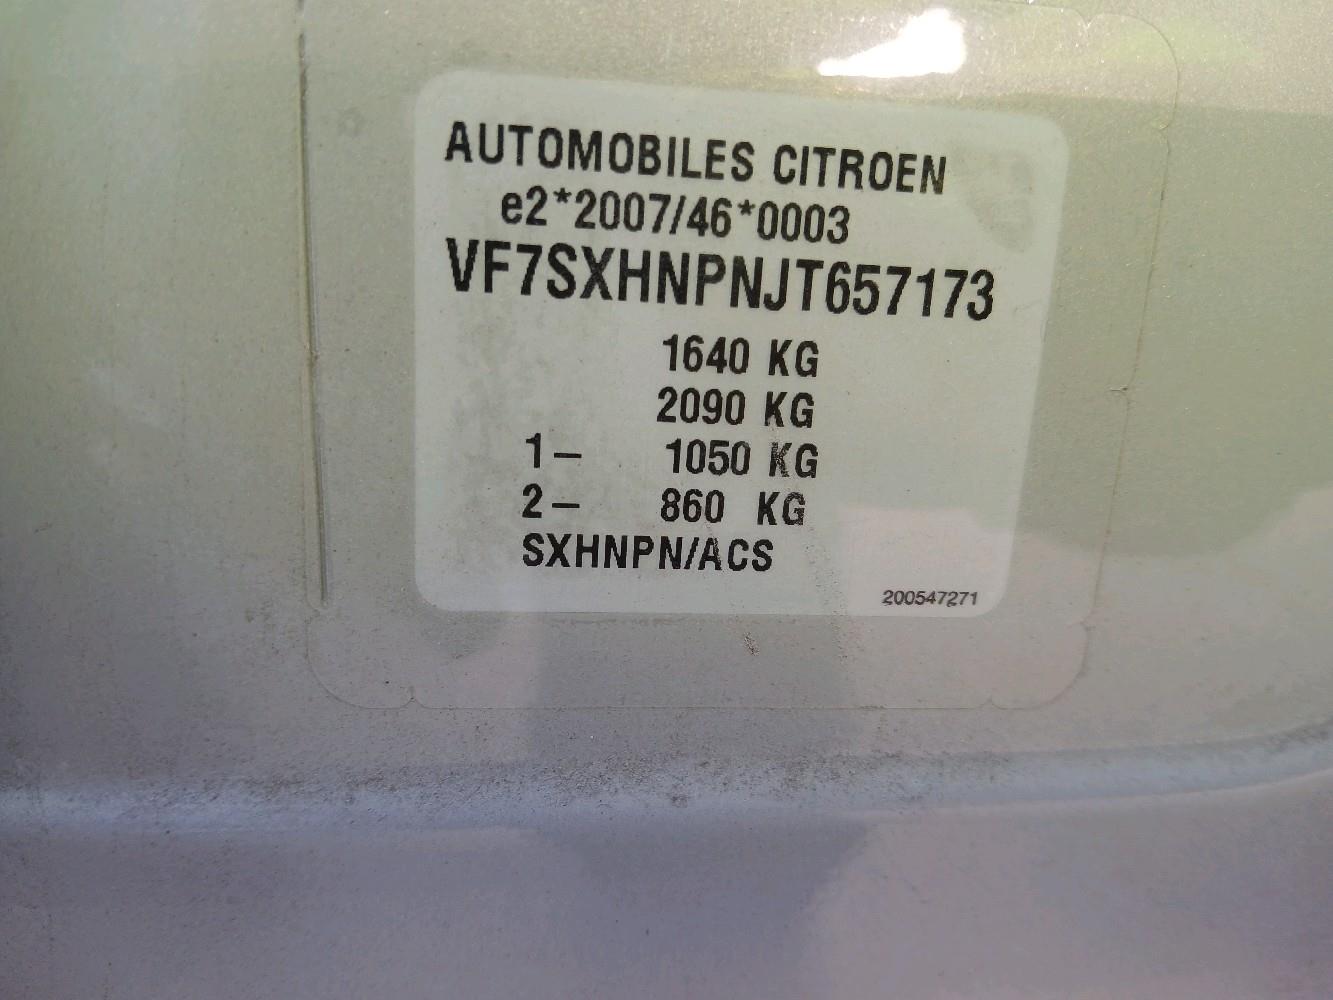 AUTOMOBILES CITROEN
e2*2007/46*0003
VF7SXHNPNJT657173
1640 KG
2090 KG
1– 1050 KG
2– 860 KG
SXHNPN/ACS
200547271